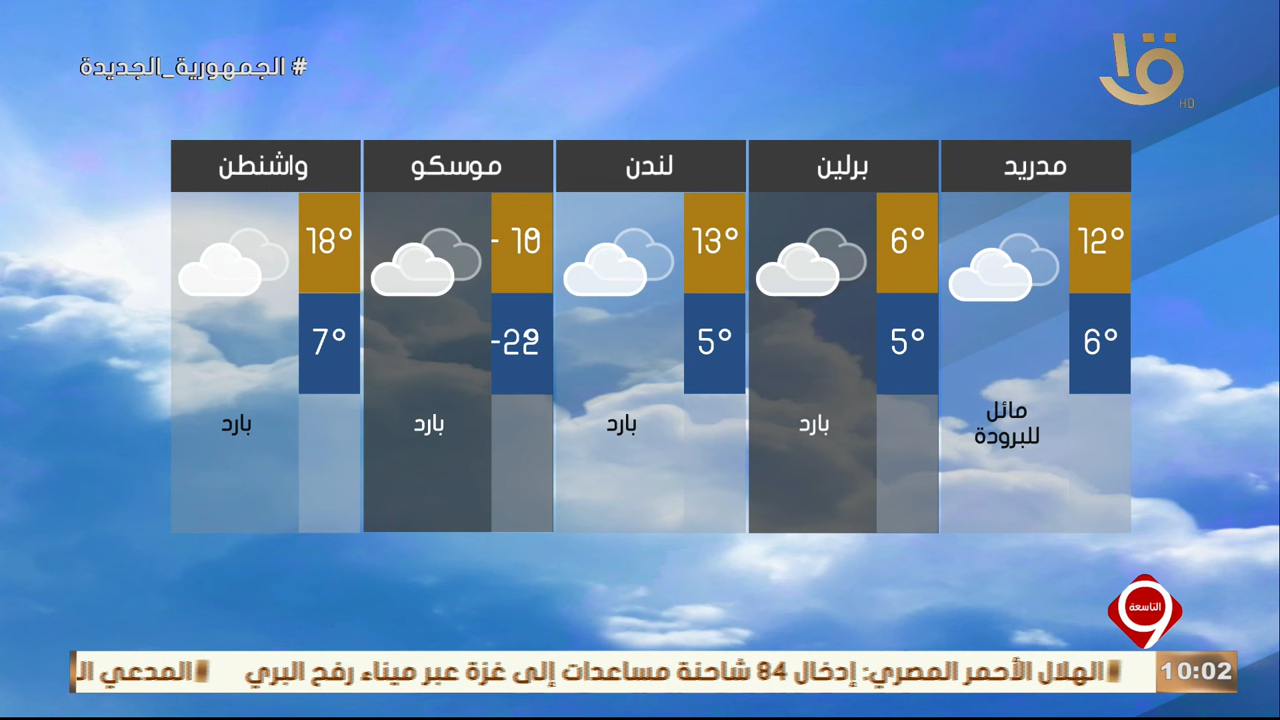 # الجمهورية_الجديدة
HD
مدريد
12°
6°
مائل
للبرودة
برلين
6°
5°
بارد
لندن
13°
5°
بارد
موسكو
بارد
واشنطن
18°
7°
بارد
التاسعة
9
10:02
الهلال الأحمر المصري: إدخال 84 شاحنة مساعدات إلى غزة عبر ميناء رفح البري
المدعي ال